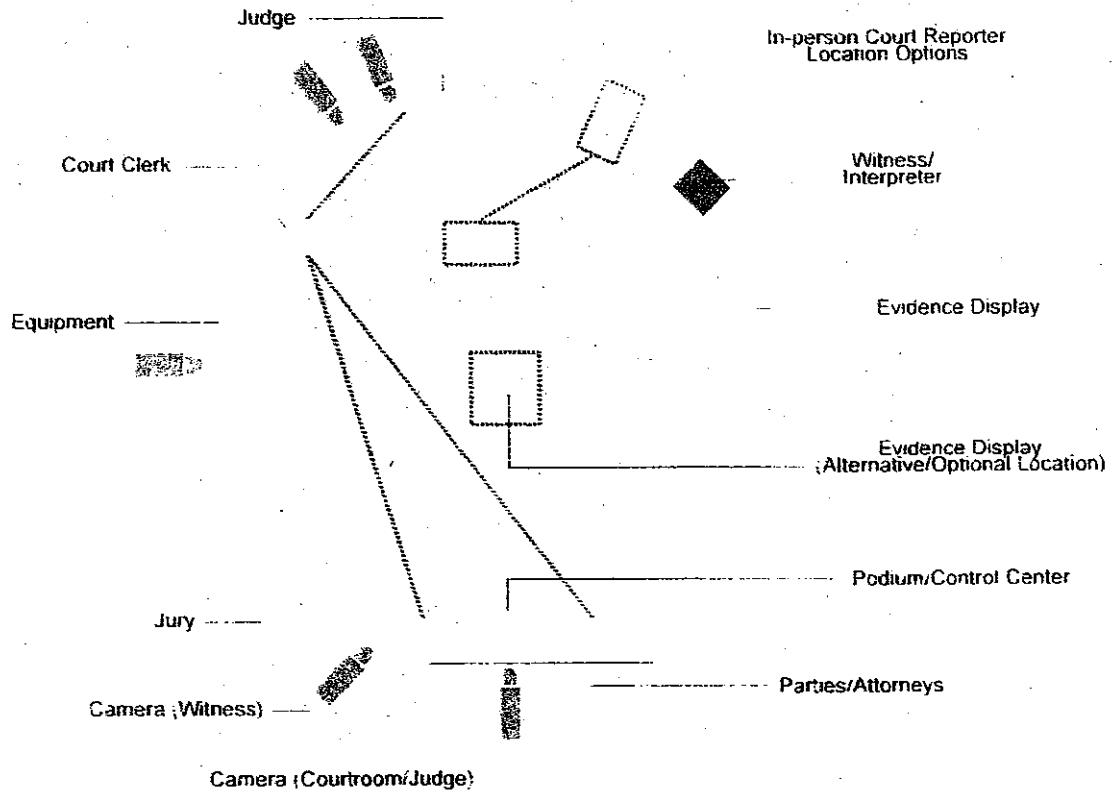 Judge
In-person Court Reporter
Location Options
Court Clerk
Witness/
Interpreter
Equipment
Evidence Display
Evidence Display
(Alternative/Optional Location)
Podium/Control Center
Jury
Parties/Attorneys
Camera (Witness)
Camera (Courtroom/Judge)